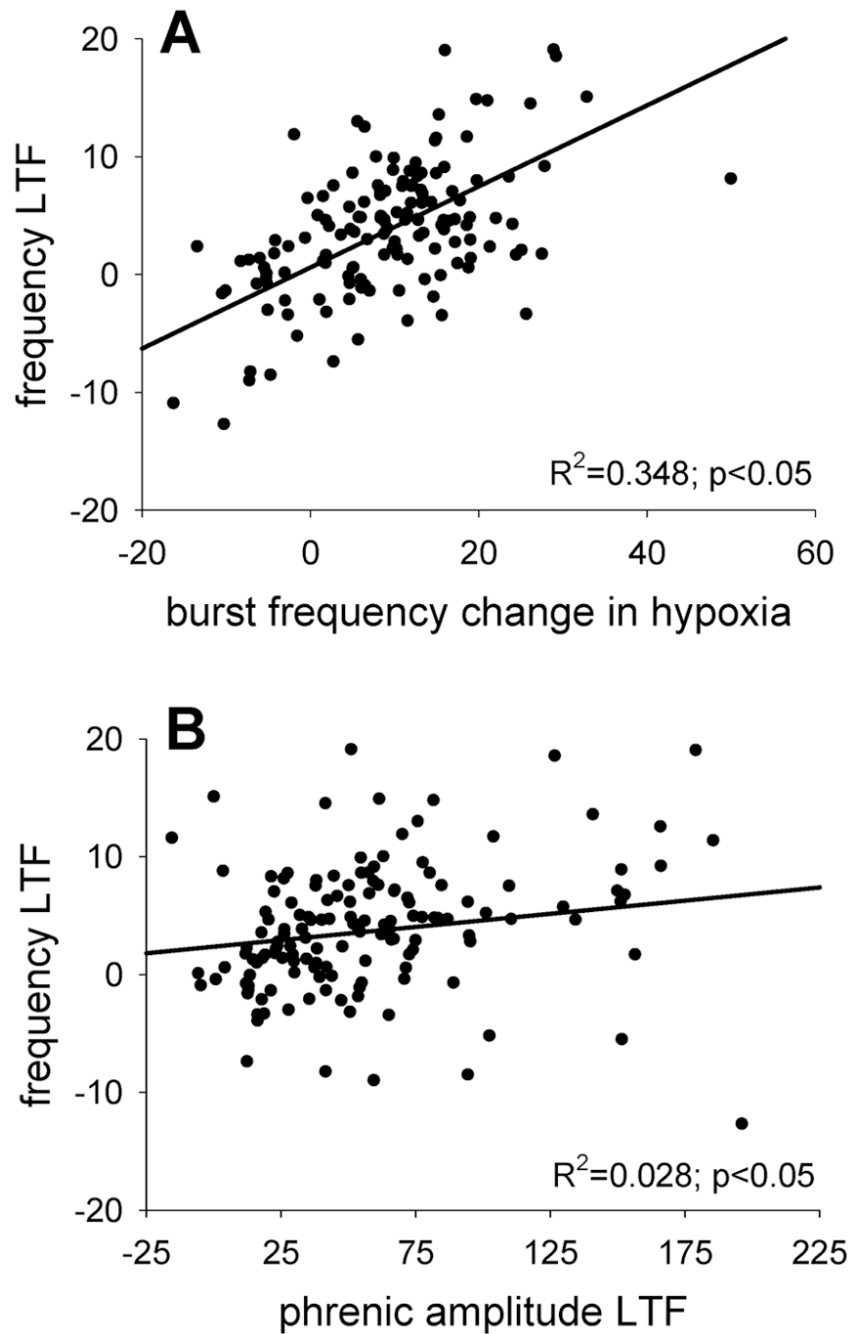 A
20
10
0
-10
-20
frequency LTF
R²=0.348; p<0.05
-20 0 20 40 60
burst frequency change in hypoxia
B
20
10
0
-10
-20
frequency LTF
R²=0.028; p<0.05
-25 25 75 125 175 225
phrenic amplitude LTF